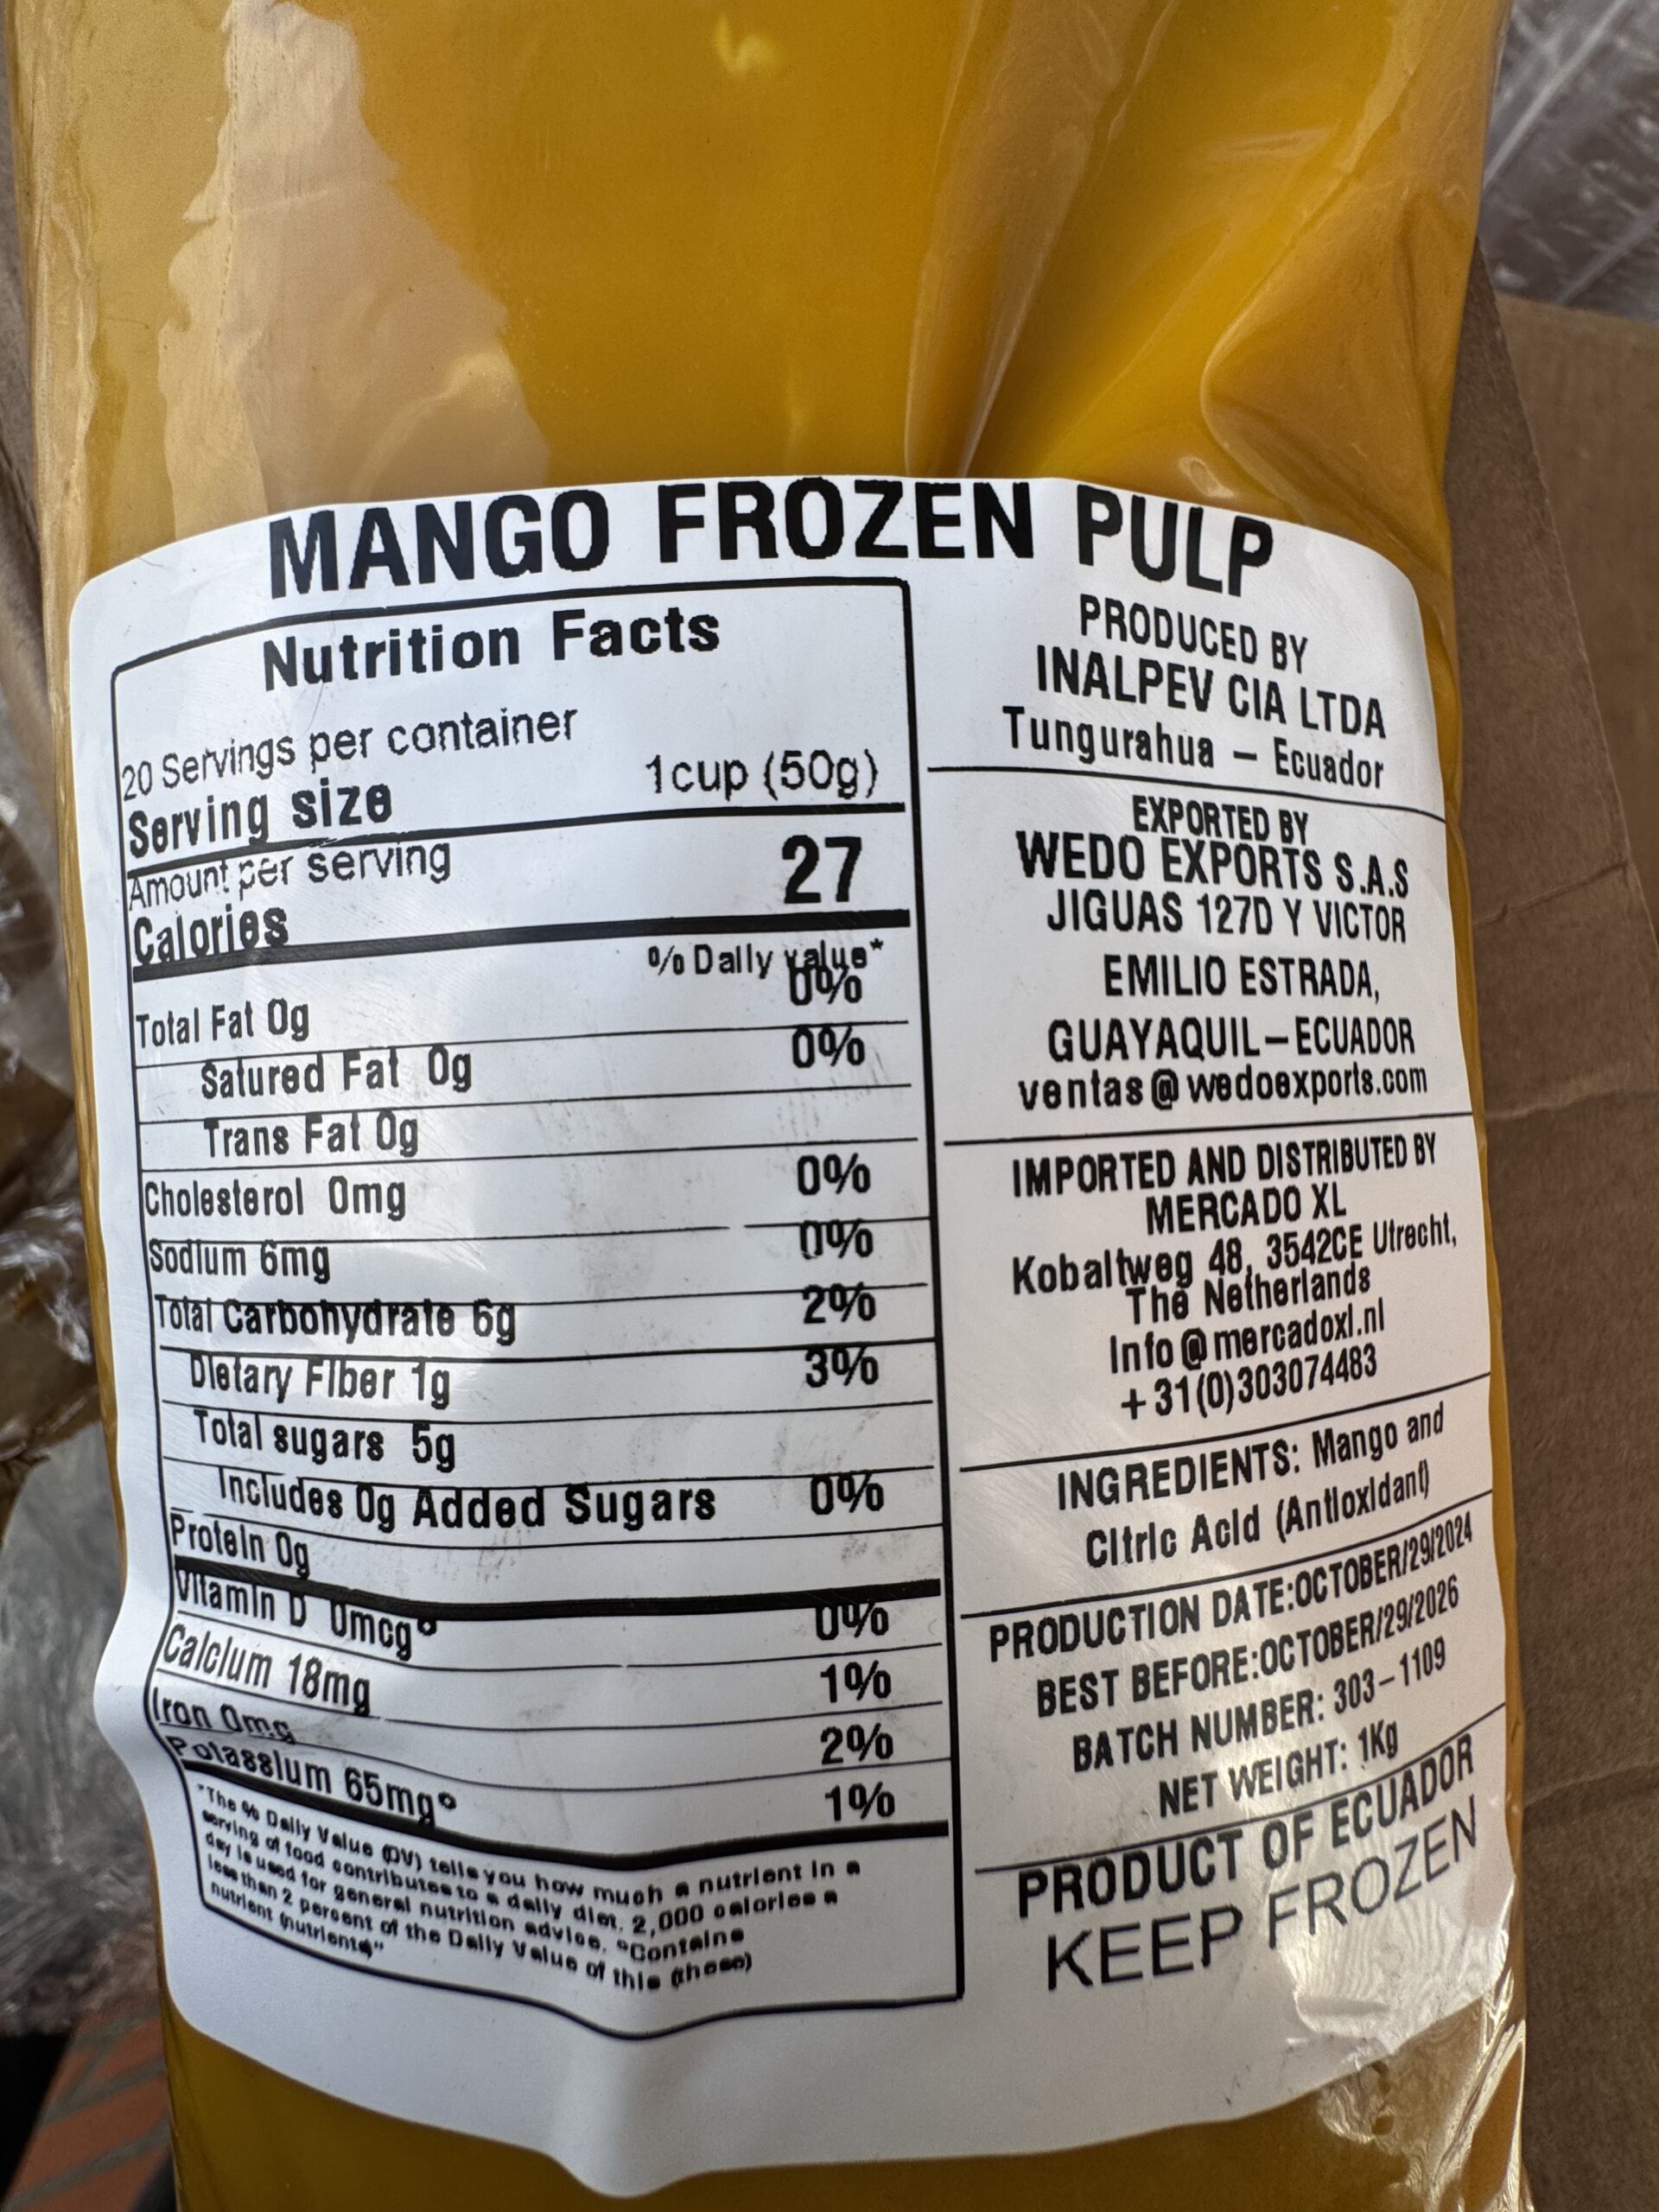 MANGO FROZEN PULP
Nutrition Facts
20 Servings per container
Serving size 1cup (50g)
Amount per serving
Calories 27
% Daily value*
Total Fat 0g 0%
Satured Fat 0g 0%
Trans Fat 0g
Cholesterol 0mg 0%
Sodium 6mg 0%
Total Carbohydrate 6g 2%
Dietary Fiber 1g 3%
Total sugars 5g
Includes 0g Added Sugars 0%
Protein 0g
Vitamin D 0mcg° 0%
Calcium 18mg 1%
Iron 0mg 2%
Potassium 65mg° 1%
"The % Daily Value (DV) tells you how much a nutrient in a
serving of food contributes to a daily diet. 2,000 calories a
day is used for general nutrition advice. °Contains
less than 2 percent of the Daily Value of this (these)
nutrient (nutrients)"
PRODUCED BY
INALPEV CIA LTDA
Tungurahua – Ecuador
EXPORTED BY
WEDO EXPORTS S.A.S
JIGUAS 127D Y VICTOR
EMILIO ESTRADA,
GUAYAQUIL – ECUADOR
ventas@wedoexports.com
IMPORTED AND DISTRIBUTED BY
MERCADO XL
Kobaltweg 48, 3542CE Utrecht,
The Netherlands
Info@mercadoxl.nl
+31(0)303074483
INGREDIENTS: Mango and
Citric Acid (Antioxidant)
PRODUCTION DATE:OCTOBER/29/2024
BEST BEFORE:OCTOBER/29/2026
BATCH NUMBER: 303-1109
NET WEIGHT: 1Kg
PRODUCT OF ECUADOR
KEEP FROZEN